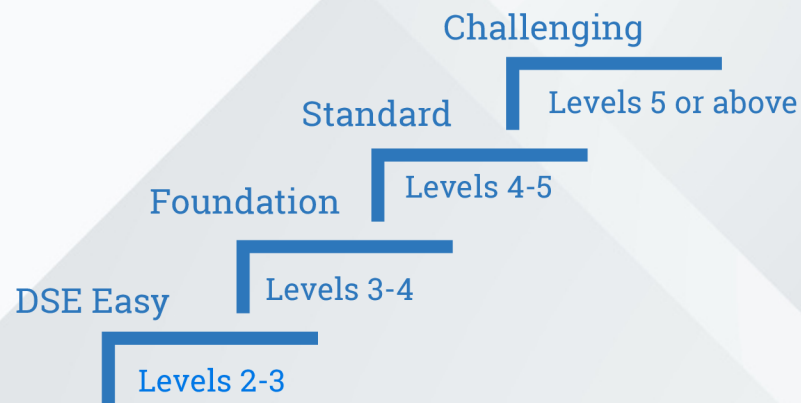 Challenging
Levels 5 or above
Standard
Levels 4-5
Foundation
Levels 3-4
DSE Easy
Levels 2-3